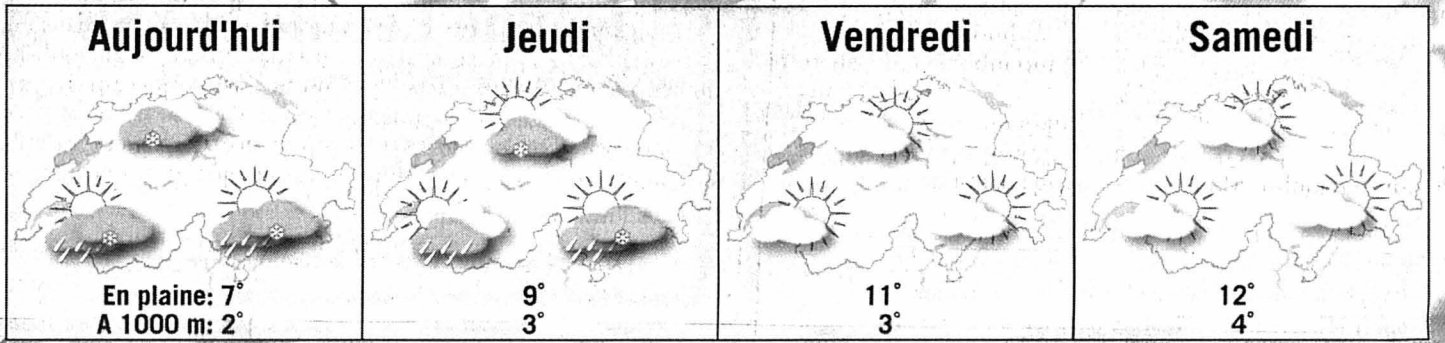 Aujourd'hui
En plaine: 7°
A 1000 m: 2°
Jeudi
9°
3°
Vendredi
11°
3°
Samedi
12°
4°